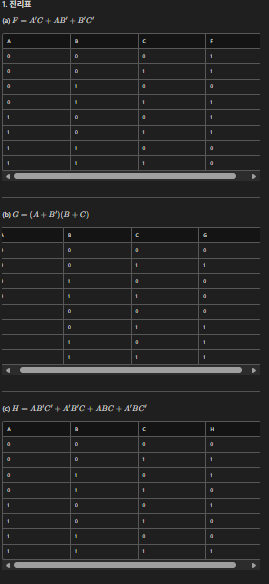 1. 진리표
(a) F = A′C + AB′ + B′C′
A B C F
0 0 0 1
0 0 1 1
0 1 0 0
0 1 1 1
1 0 0 1
1 0 1 1
1 1 0 0
1 1 1 0
(b) G = (A + B′)(B + C)
B C G
0 0 0
0 1 1
1 0 0
1 1 0
0 0 0
0 1 1
1 0 1
1 1 1
(c) H = AB′C′ + A′B′C + ABC + A′BC′
A B C H
0 0 0 0
0 0 1 1
0 1 0 1
0 1 1 0
1 0 0 1
1 0 1 0
1 1 0 0
1 1 1 1